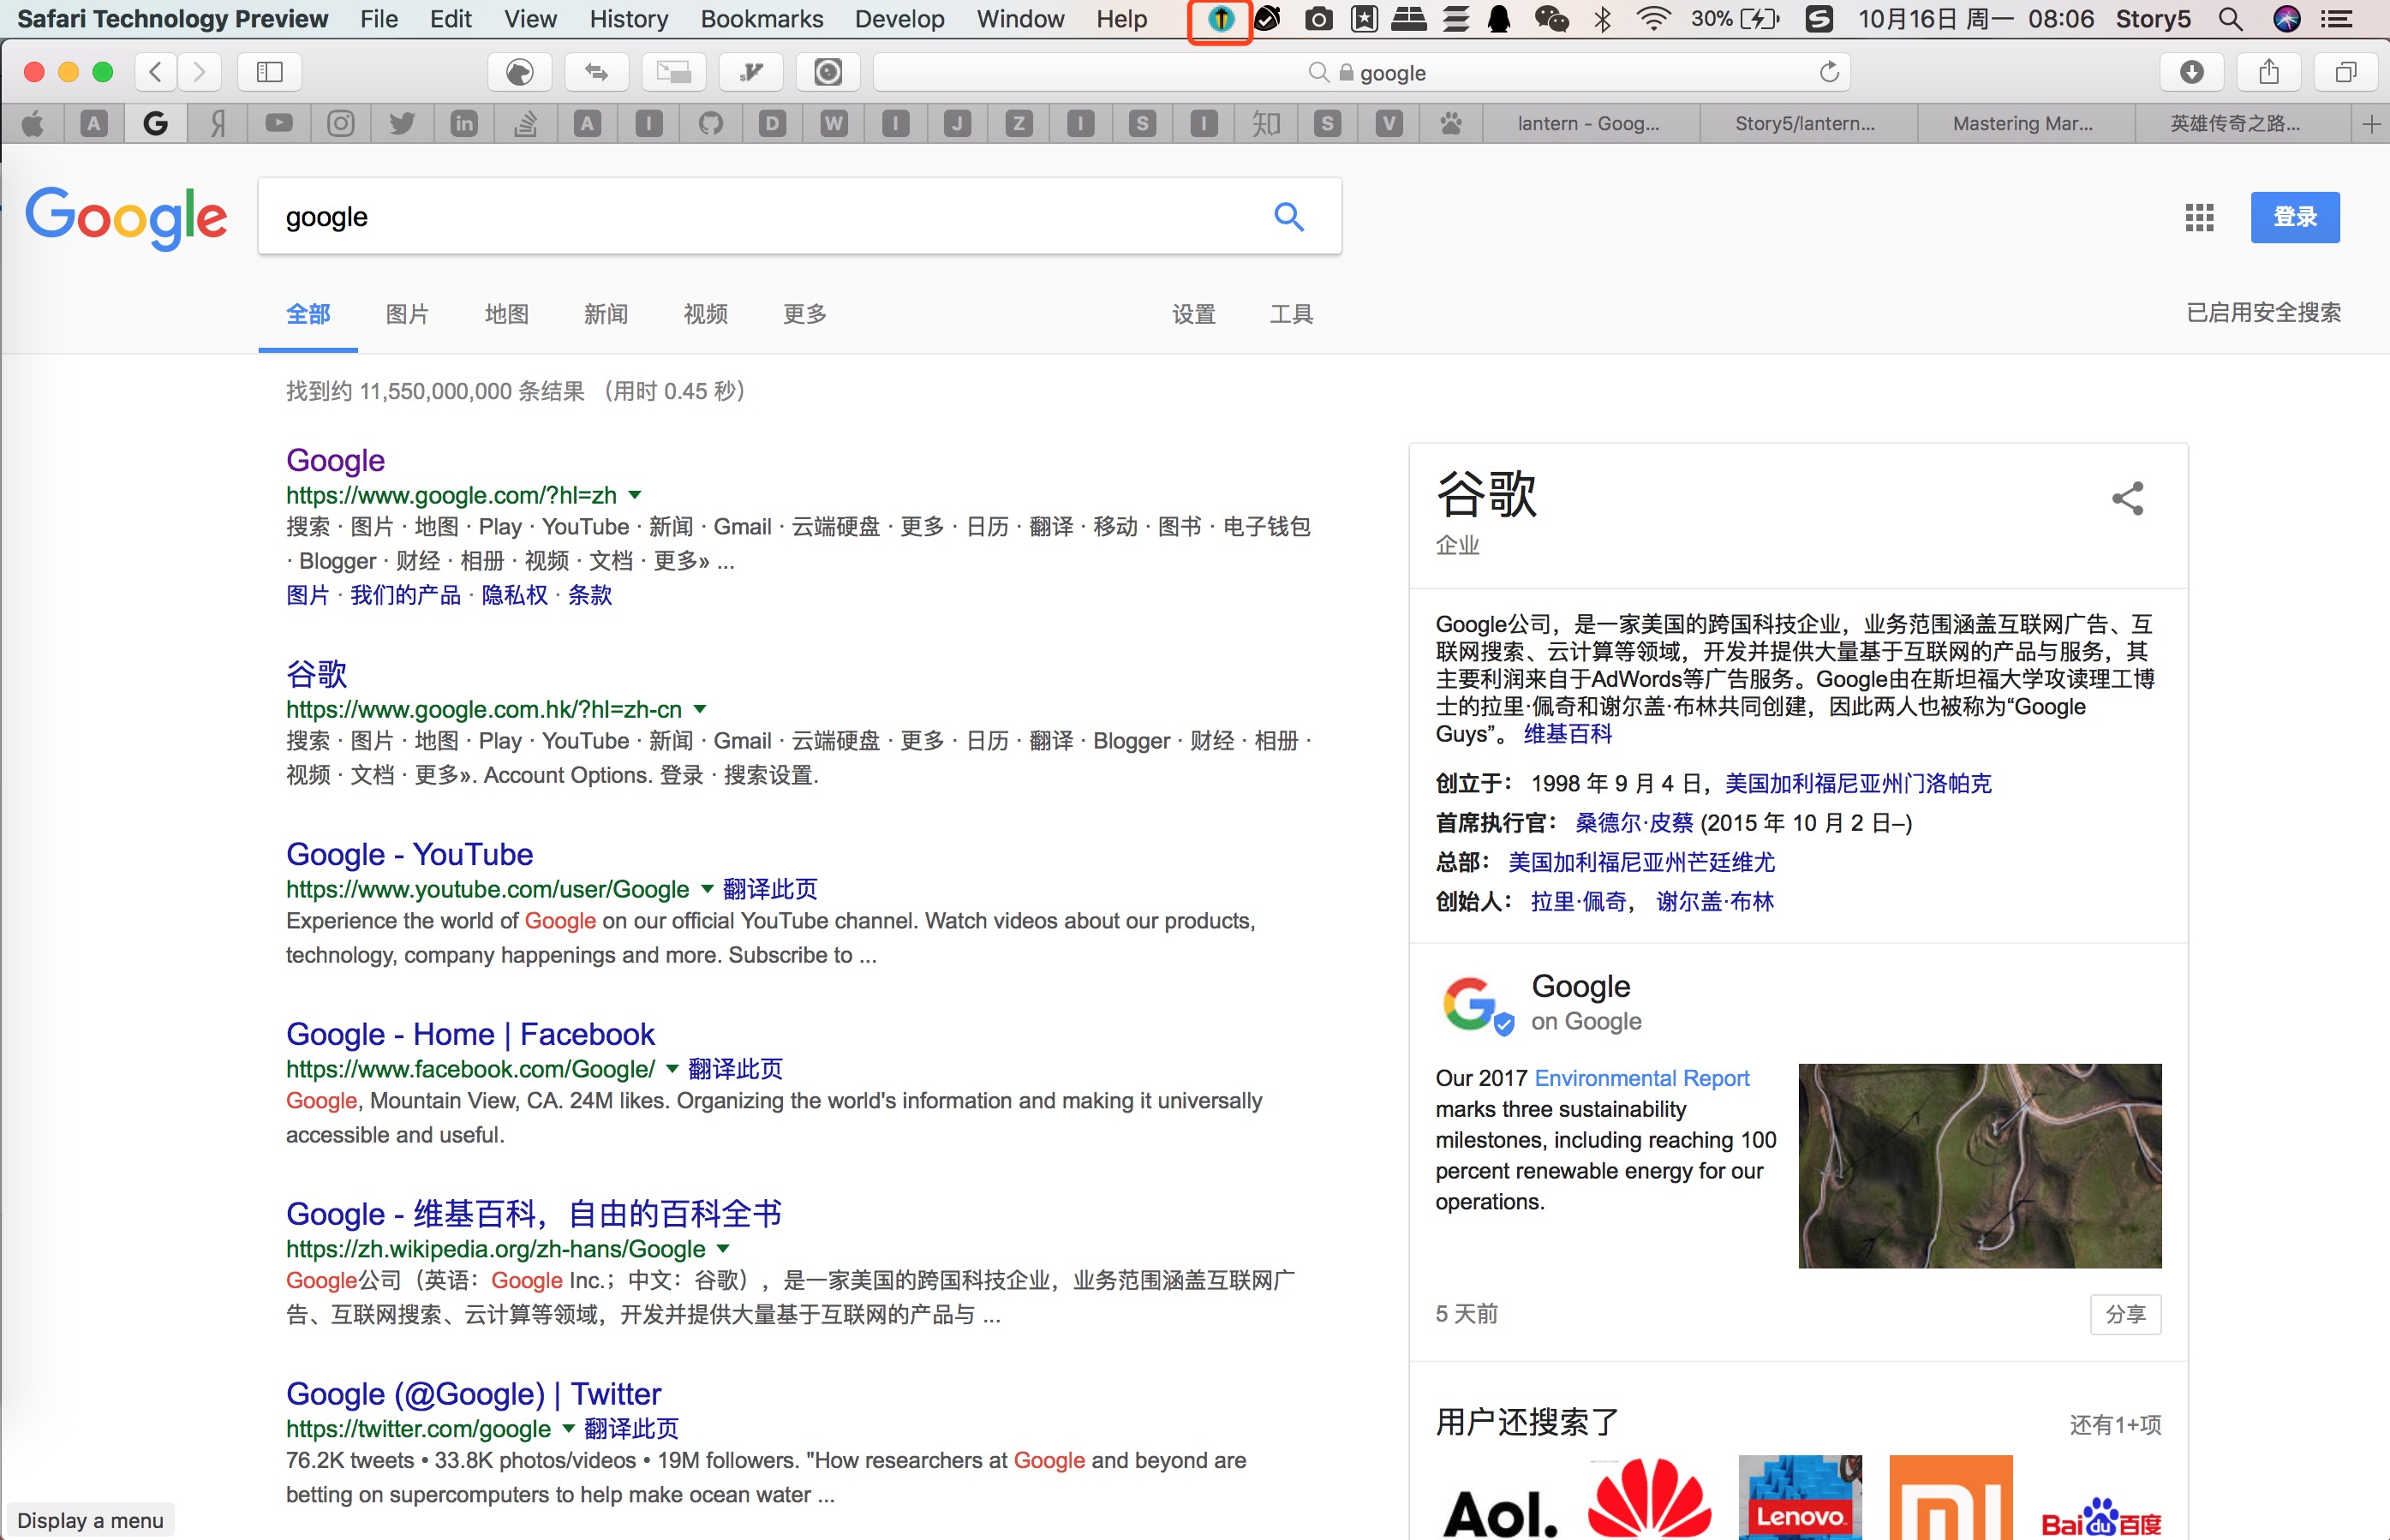 Safari Technology Preview File Edit View History Bookmarks Develop Window Help 30% 10月16日 周一 08:06 Story5
google
A G Я in A I D W I J Z I S I 知 S V lantern - Goog... Story5/lantern... Mastering Mar... 英雄传奇之路...
Google google 登录
全部 图片 地图 新闻 视频 更多 设置 工具 已启用安全搜索
找到约 11,550,000,000 条结果 （用时 0.45 秒）
Google
https://www.google.com/?hl=zh
搜索 · 图片 · 地图 · Play · YouTube · 新闻 · Gmail · 云端硬盘 · 更多 · 日历 · 翻译 · 移动 · 图书 · 电子钱包
· Blogger · 财经 · 相册 · 视频 · 文档 · 更多» ...
图片 · 我们的产品 · 隐私权 · 条款
谷歌
https://www.google.com.hk/?hl=zh-cn
搜索 · 图片 · 地图 · Play · YouTube · 新闻 · Gmail · 云端硬盘 · 更多 · 日历 · 翻译 · Blogger · 财经 · 相册 ·
视频 · 文档 · 更多». Account Options. 登录 · 搜索设置.
Google - YouTube
https://www.youtube.com/user/Google 翻译此页
Experience the world of Google on our official YouTube channel. Watch videos about our products,
technology, company happenings and more. Subscribe to ...
Google - Home | Facebook
https://www.facebook.com/Google/ 翻译此页
Google, Mountain View, CA. 24M likes. Organizing the world's information and making it universally
accessible and useful.
Google - 维基百科，自由的百科全书
https://zh.wikipedia.org/zh-hans/Google
Google公司（英语：Google Inc.；中文：谷歌），是一家美国的跨国科技企业，业务范围涵盖互联网广
告、互联网搜索、云计算等领域，开发并提供大量基于互联网的产品与 ...
Google (@Google) | Twitter
https://twitter.com/google 翻译此页
76.2K tweets • 33.8K photos/videos • 19M followers. "How researchers at Google and beyond are
betting on supercomputers to help make ocean water ...
Display a menu
谷歌
企业
Google公司，是一家美国的跨国科技企业，业务范围涵盖互联网广告、互
联网搜索、云计算等领域，开发并提供大量基于互联网的产品与服务，其
主要利润来自于AdWords等广告服务。Google由在斯坦福大学攻读理工博
士的拉里·佩奇和谢尔盖·布林共同创建，因此两人也被称为“Google
Guys”。 维基百科
创立于： 1998 年 9 月 4 日，美国加利福尼亚州门洛帕克
首席执行官： 桑德尔·皮蔡 (2015 年 10 月 2 日–)
总部： 美国加利福尼亚州芒廷维尤
创始人： 拉里·佩奇， 谢尔盖·布林
Google
on Google
Our 2017 Environmental Report
marks three sustainability
milestones, including reaching 100
percent renewable energy for our
operations.
5 天前 分享
用户还搜索了 还有1+项
Aol. Lenovo. MI Baidu百度